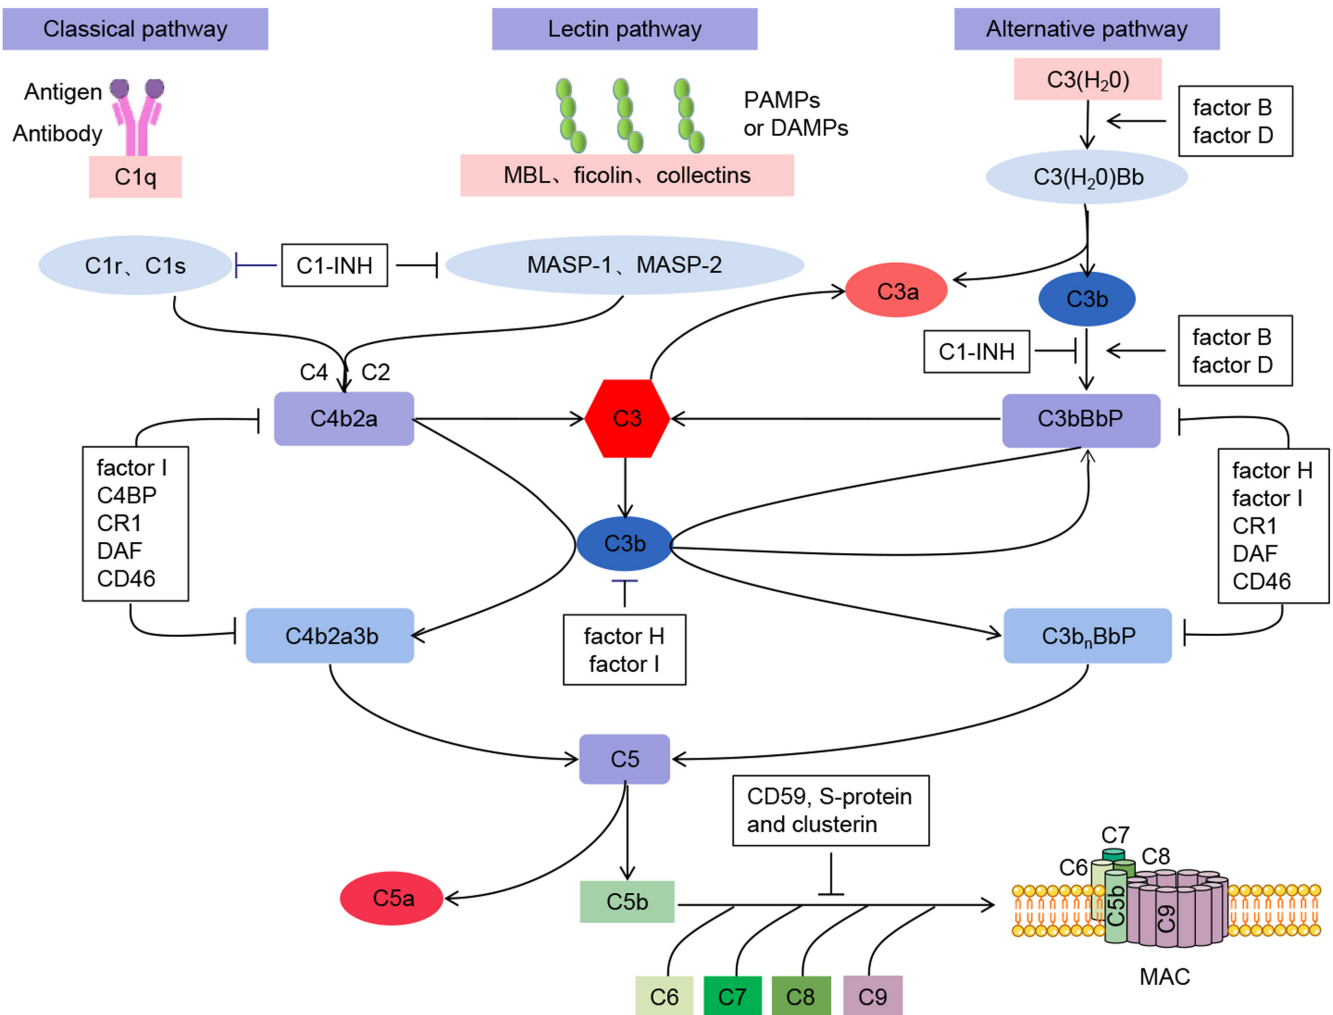 Classical pathway
Lectin pathway
Alternative pathway
Antigen
Antibody
C1q
PAMPs
or DAMPs
MBL、ficolin、collectins
C3(H₂0)
factor B
factor D
C3(H₂0)Bb
C1r、C1s
C1-INH
MASP-1、MASP-2
C3a
C3b
C1-INH
factor B
factor D
C4
C2
C4b2a
C3
C3bBbP
factor I
C4BP
CR1
DAF
CD46
C3b
factor H
factor I
CR1
DAF
CD46
C4b2a3b
factor H
factor I
C3bₙBbP
C5
CD59, S-protein
and clusterin
C5a
C5b
C6
C7
C8
C9
C7
C6
C8
C5b
C9
MAC